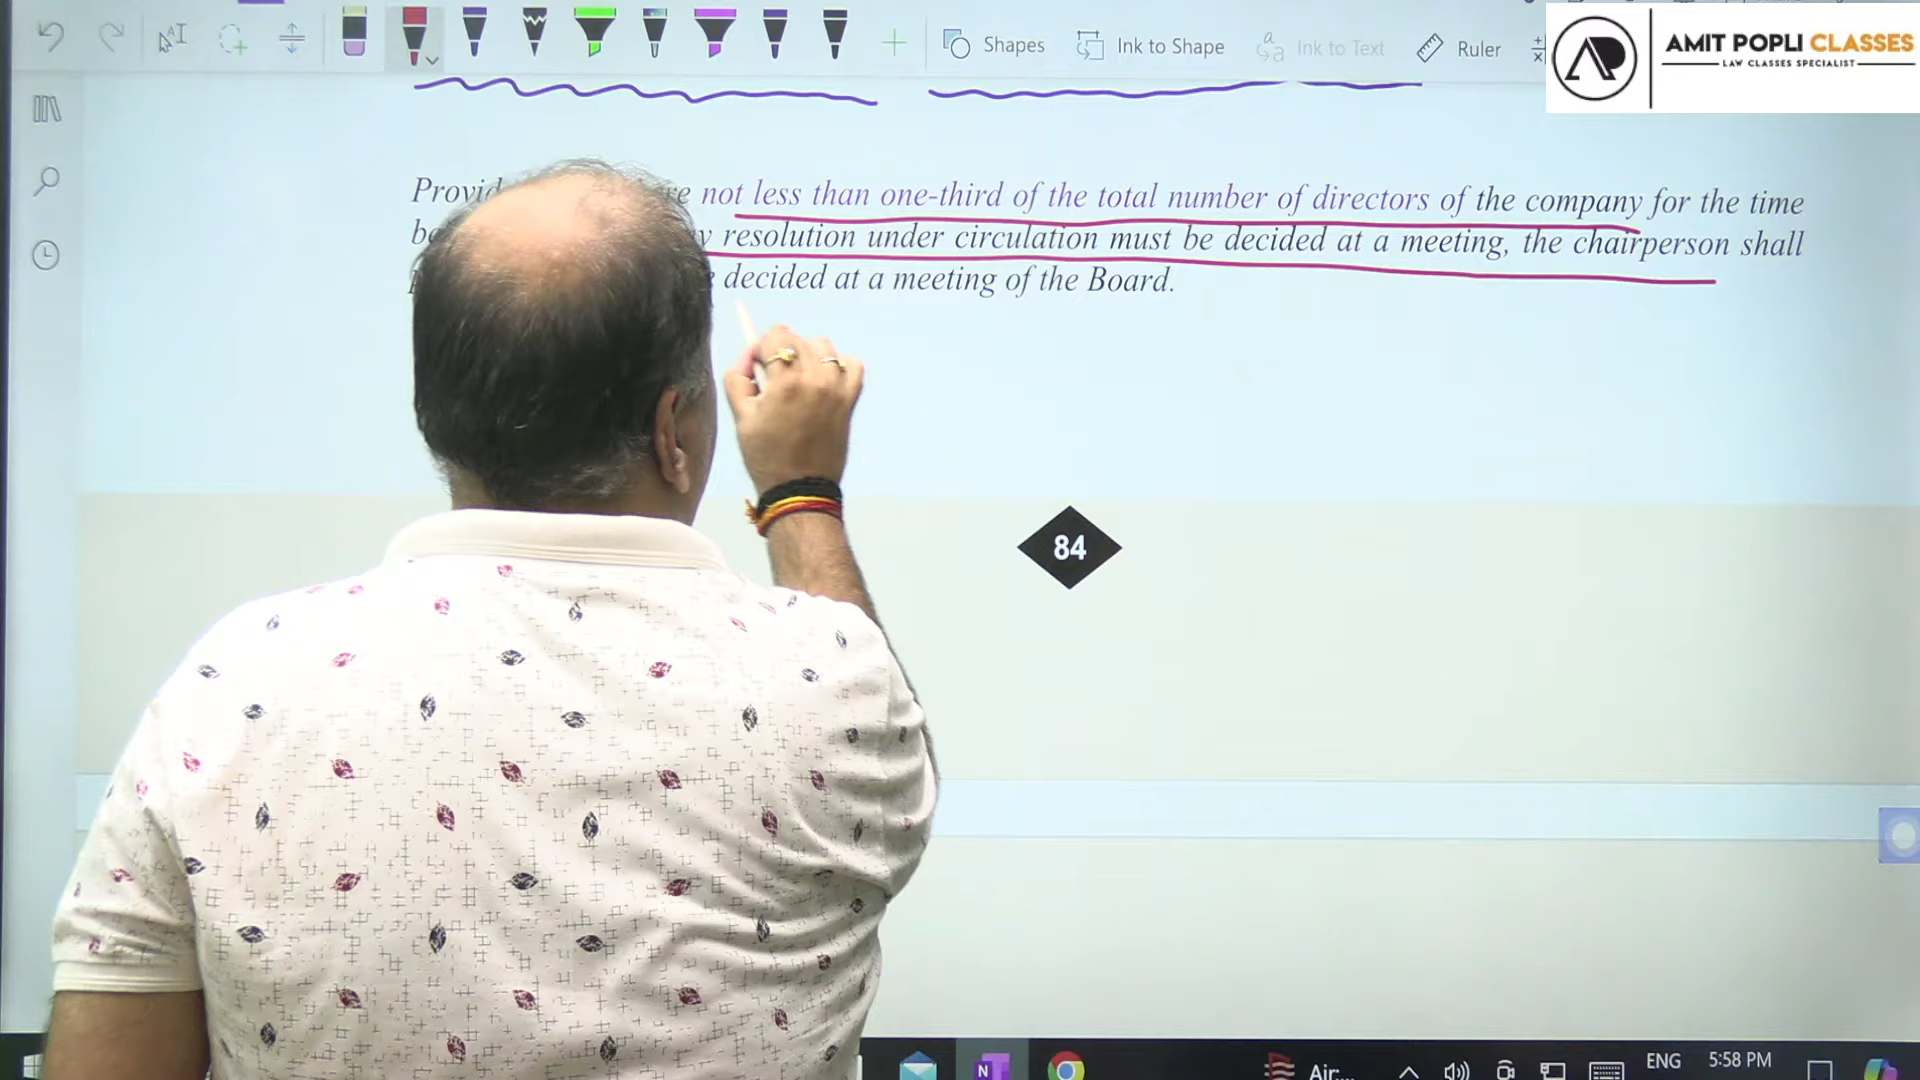 Shapes
Ink to Shape
Ink to Text
Ruler
AMIT POPLI CLASSES
LAW CLASSES SPECIALIST
not less than one-third of the total number of directors of the company for the time
resolution under circulation must be decided at a meeting, the chairperson shall
decided at a meeting of the Board.
84
N
Air...
ENG
5:58 PM